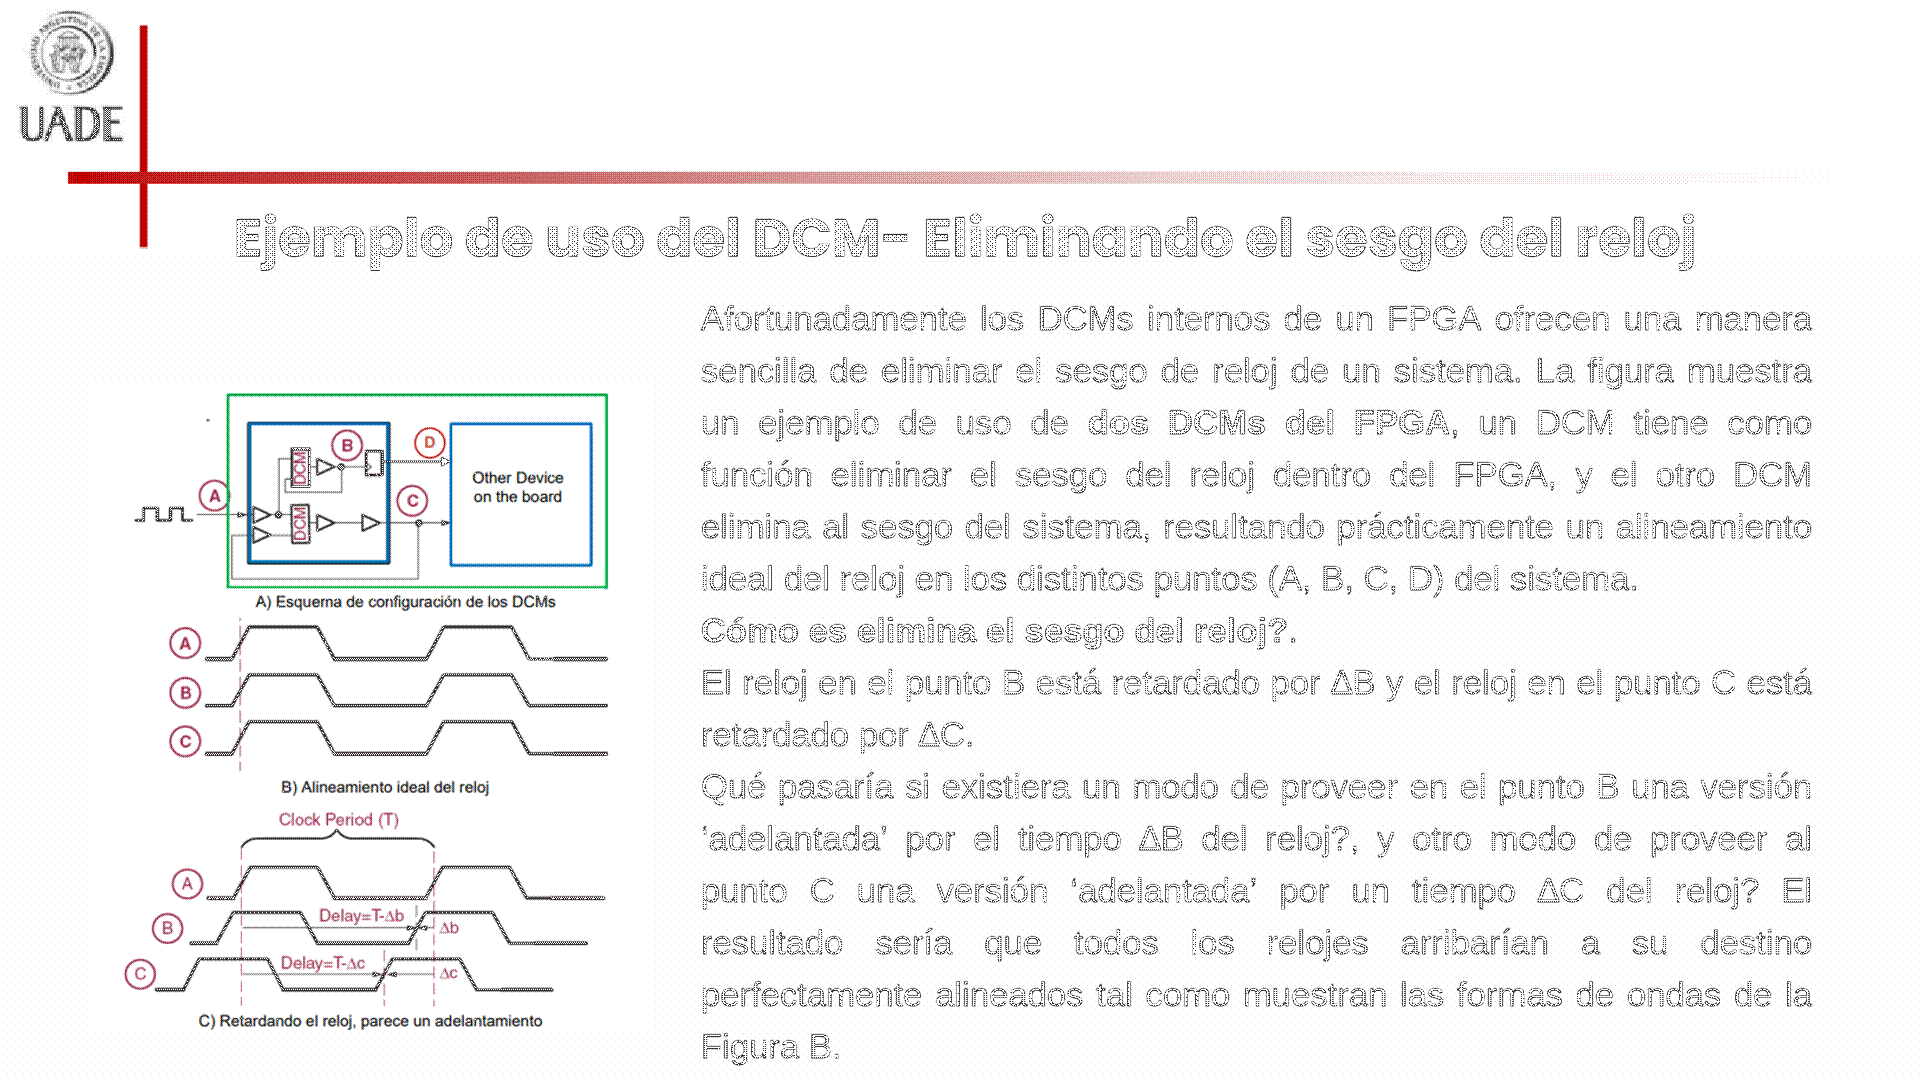 UADE
Ejemplo de uso del DCM- Eliminando el sesgo del reloj
Afortunadamente los DCMs internos de un FPGA ofrecen una manera
sencilla de eliminar el sesgo de reloj de un sistema. La figura muestra
un ejemplo de uso de dos DCMs del FPGA, un DCM tiene como
función eliminar el sesgo del reloj dentro del FPGA, y el otro DCM
elimina al sesgo del sistema, resultando prácticamente un alineamiento
ideal del reloj en los distintos puntos (A, B, C, D) del sistema.
Cómo es elimina el sesgo del reloj?.
El reloj en el punto B está retardado por ΔB y el reloj en el punto C está
retardado por ΔC.
Qué pasaría si existiera un modo de proveer en el punto B una versión
‘adelantada’ por el tiempo ΔB del reloj?, y otro modo de proveer al
punto C una versión ‘adelantada’ por un tiempo ΔC del reloj? El
resultado sería que todos los relojes arribarían a su destino
perfectamente alineados tal como muestran las formas de ondas de la
Figura B.
A
B
C
D
DCM
DCM
Other Device
on the board
A) Esquema de configuración de los DCMs
A
B
C
B) Alineamiento ideal del reloj
Clock Period (T)
A
B
Delay=T-Δb
Δb
C
Delay=T-Δc
Δc
C) Retardando el reloj, parece un adelantamiento